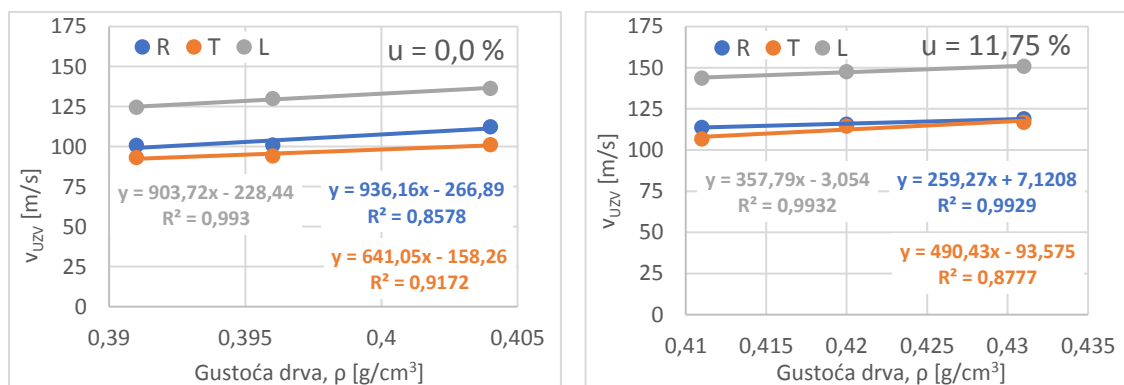 175
150
125
100
75
50
25
0
v_UZV [m/s]
R T L
u = 0,0 %
y = 903,72x - 228,44
R² = 0,993
y = 936,16x - 266,89
R² = 0,8578
y = 641,05x - 158,26
R² = 0,9172
0,39 0,395 0,4 0,405
Gustoća drva, ρ [g/cm³]
175
150
125
100
75
50
25
0
v_UZV [m/s]
R T L
u = 11,75 %
y = 357,79x - 3,054
R² = 0,9932
y = 259,27x + 7,1208
R² = 0,9929
y = 490,43x - 93,575
R² = 0,8777
0,41 0,415 0,42 0,425 0,43 0,435
Gustoća drva, ρ [g/cm³]